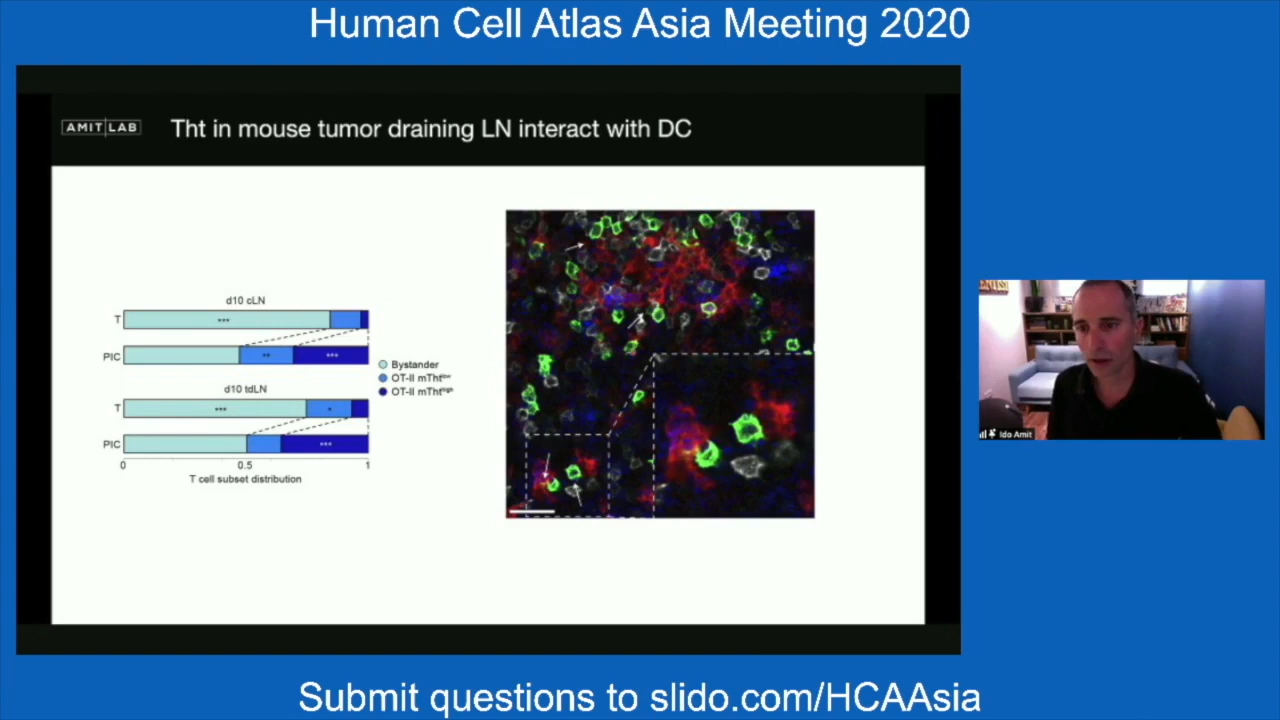 Human Cell Atlas Asia Meeting 2020
AMIT LAB
Tht in mouse tumor draining LN interact with DC
d10 cLN
T
***
PIC
**
***
d10 tdLN
T
***
*
PIC
***
0
0.5
1
T cell subset distribution
Bystander
OT-II mThtlow
OT-II mThthigh
Ido Amit
Submit questions to slido.com/HCAAsia